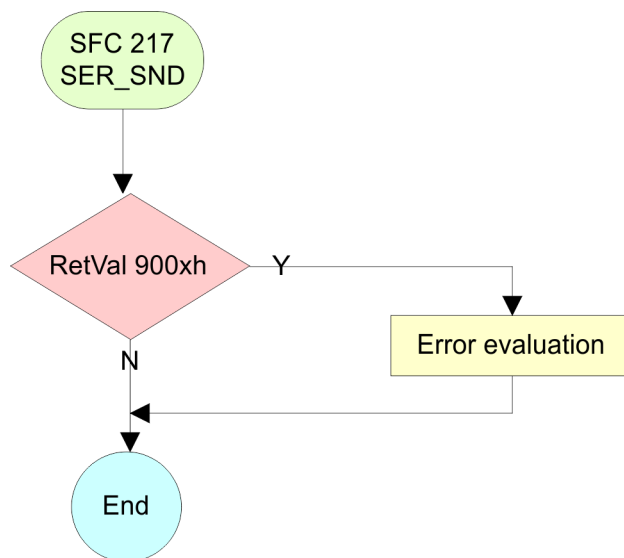 SFC 217
SER_SND
RetVal 900xh
Y
Error evaluation
N
End